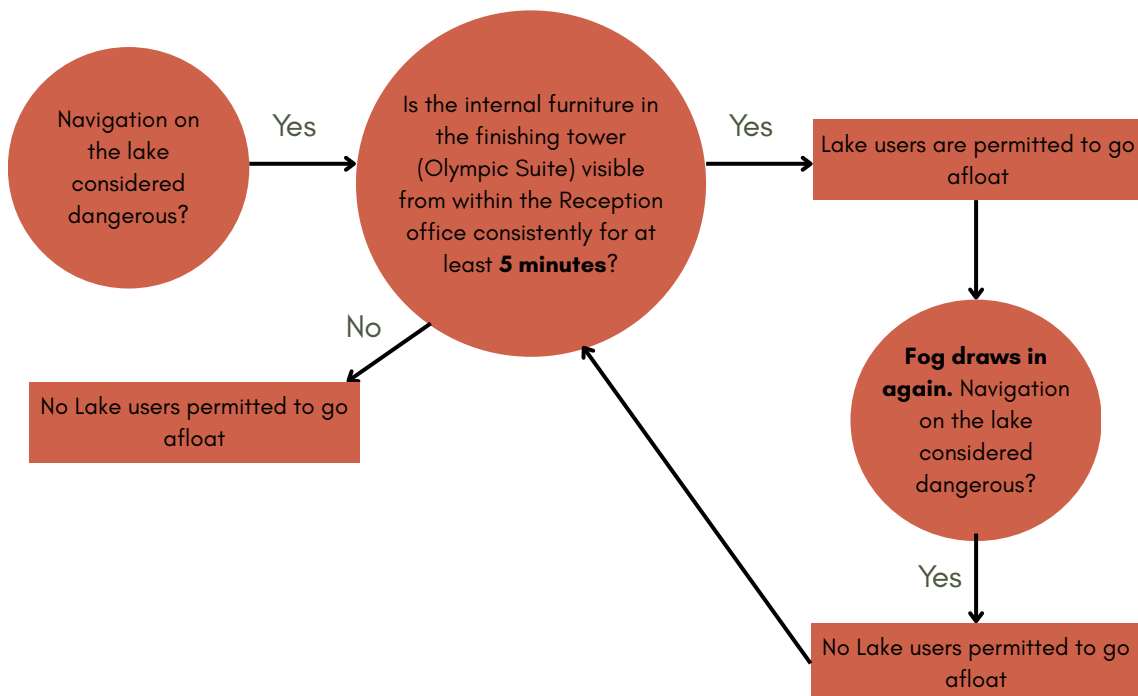 Navigation on
the lake
considered
dangerous?
Yes
Is the internal furniture in
the finishing tower
(Olympic Suite) visible
from within the Reception
office consistently for at
least 5 minutes?
Yes
Lake users are permitted to go
afloat
No
No Lake users permitted to go
afloat
Fog draws in
again. Navigation
on the lake
considered
dangerous?
Yes
No Lake users permitted to go
afloat